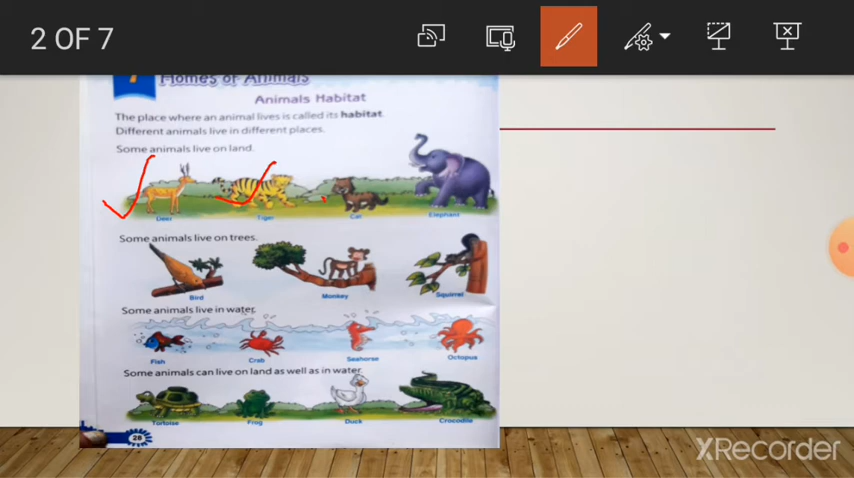 2 OF 7
7 Homes of Animals
Animals Habitat
The place where an animal lives is called its habitat.
Different animals live in different places.
Some animals live on land.
Deer Tiger Cat Elephant
Some animals live on trees.
Bird Monkey Squirrel
Some animals live in water.
Fish Crab Seahorse Octopus
Some animals can live on land as well as in water.
Tortoise Frog Duck Crocodile
28
XRecorder